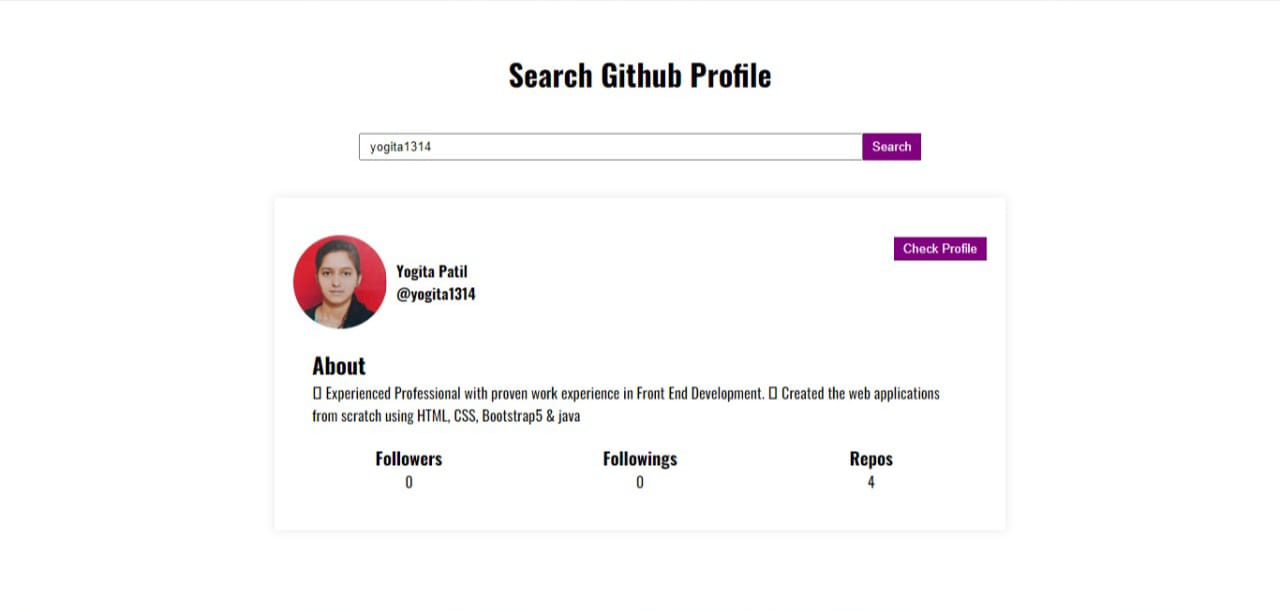 Search Github Profile
yogita1314
Search
Check Profile
Yogita Patil
@yogita1314
About
▯ Experienced Professional with proven work experience in Front End Development. ▯ Created the web applications
from scratch using HTML, CSS, Bootstrap5 & java
Followers Followings Repos
0 0 4